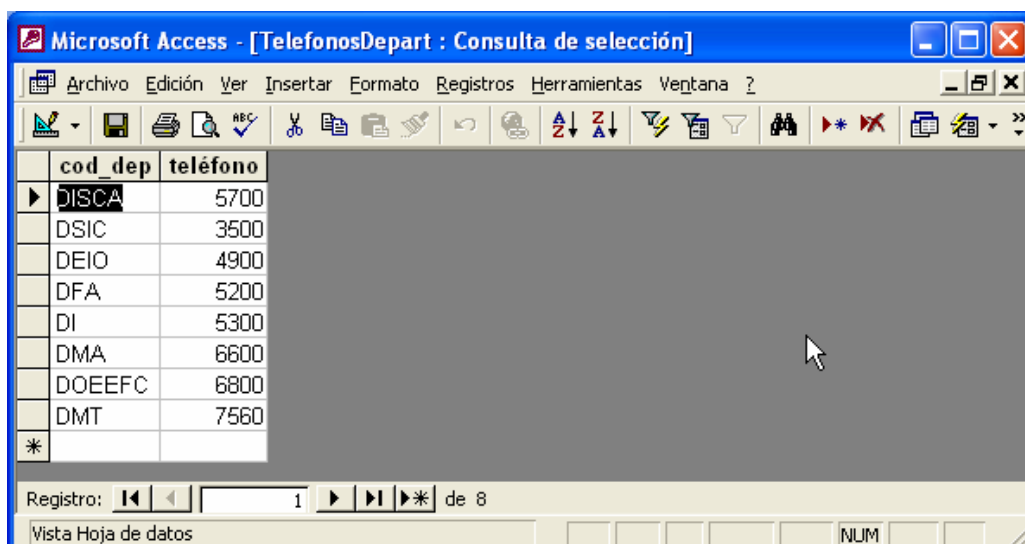 Microsoft Access - [TelefonosDepart : Consulta de selección]
Archivo Edición Ver Insertar Formato Registros Herramientas Ventana ?
cod_dep teléfono
DISCA 5700
DSIC 3500
DEIO 4900
DFA 5200
DI 5300
DMA 6600
DOEEFC 6800
DMT 7560
Registro: 1 de 8
Vista Hoja de datos NUM